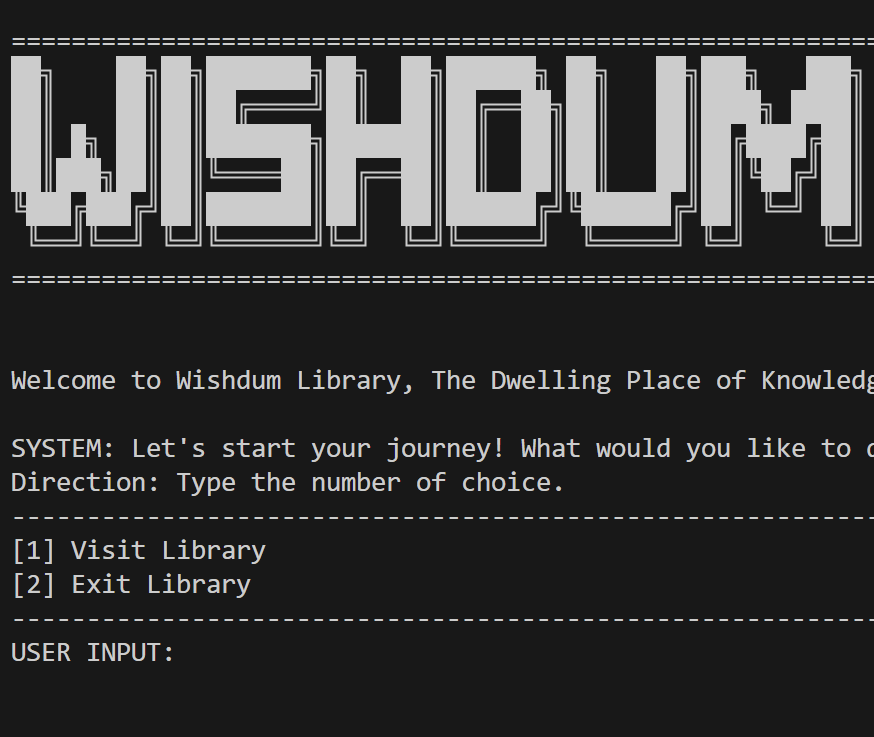 ==========================================================
WISHDUM
==========================================================
Welcome to Wishdum Library, The Dwelling Place of
SYSTEM: Let's start your journey! What would you like to
Direction: Type the number of choice.
----------------------------------------------------------
[1] Visit Library
[2] Exit Library
----------------------------------------------------------
USER INPUT: